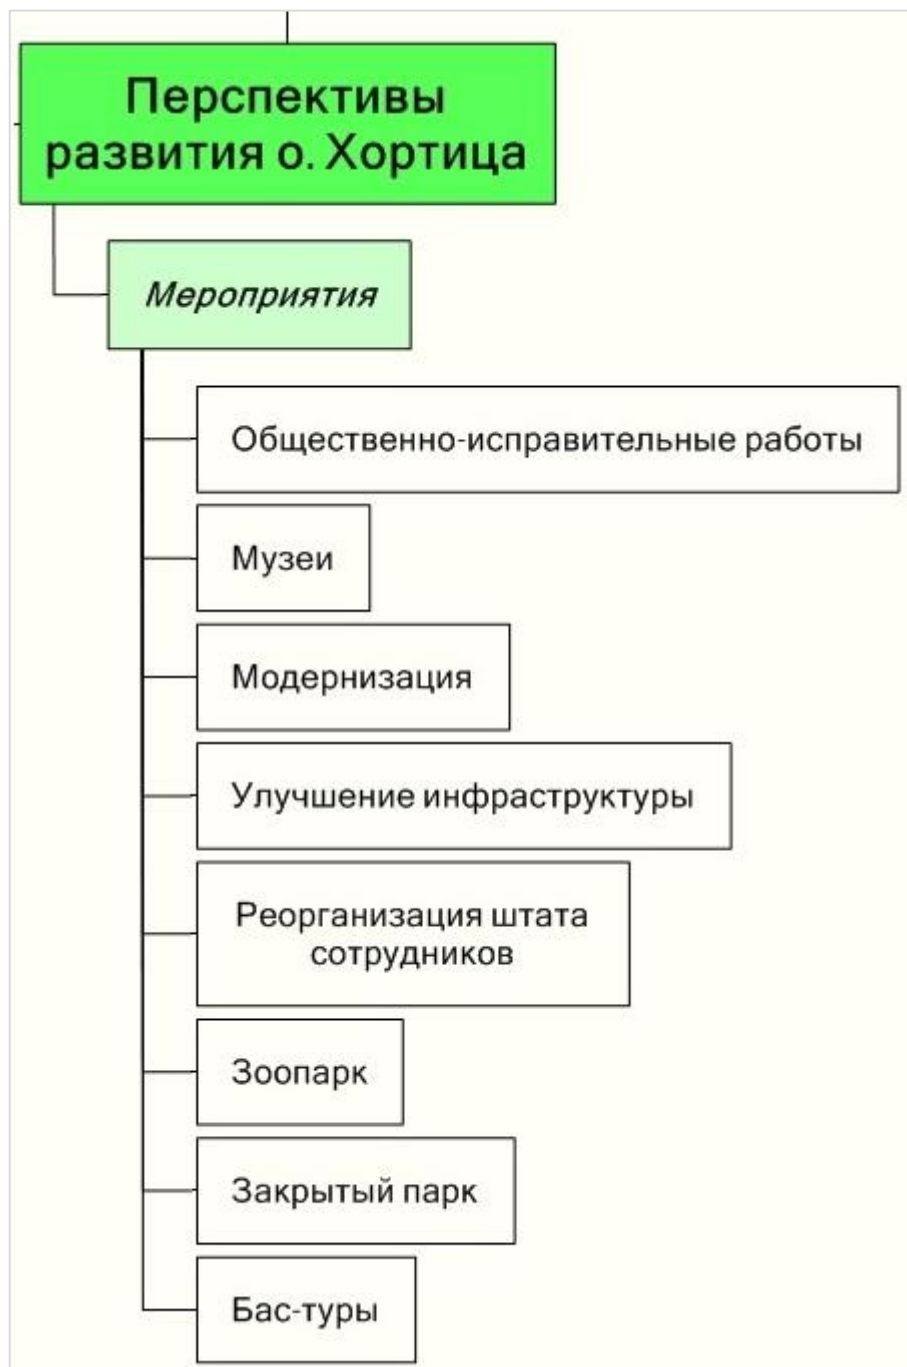 Перспективы
развития о. Хортица
Мероприятия
Общественно-исправительные работы
Музеи
Модернизация
Улучшение инфраструктуры
Реорганизация штата
сотрудников
Зоопарк
Закрытый парк
Бас-туры